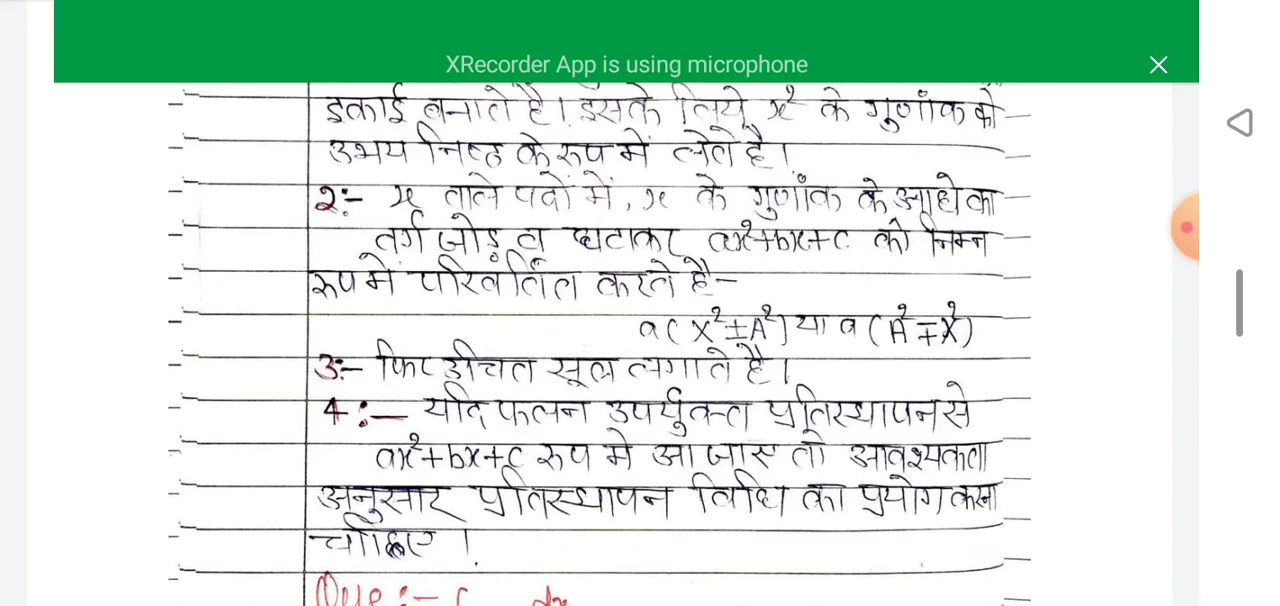 XRecorder App is using microphone
इकाई बनाते है। इसके लिये x² के गुणांक को
उभय निष्ठ के रूप में लेते है।
2:- x वाले पदों में, x के गुणांक के आधे का
वर्ग जोड़ व घटाकर ax²+bx+c को निम्न
रूप मे परिवर्तित करते है-
a(X²±A²) या a(A²∓X²)
3:- फिर उचित सूत्र लगाते है।
4:- यदि फलन उपर्युक्त प्रतिस्थापन से
ax²+bx+c रूप मे आ जाए तो आवश्यकता
अनुसार प्रतिस्थापन विधि का प्रयोग करना
चाहिए।
Que:- ∫ dx